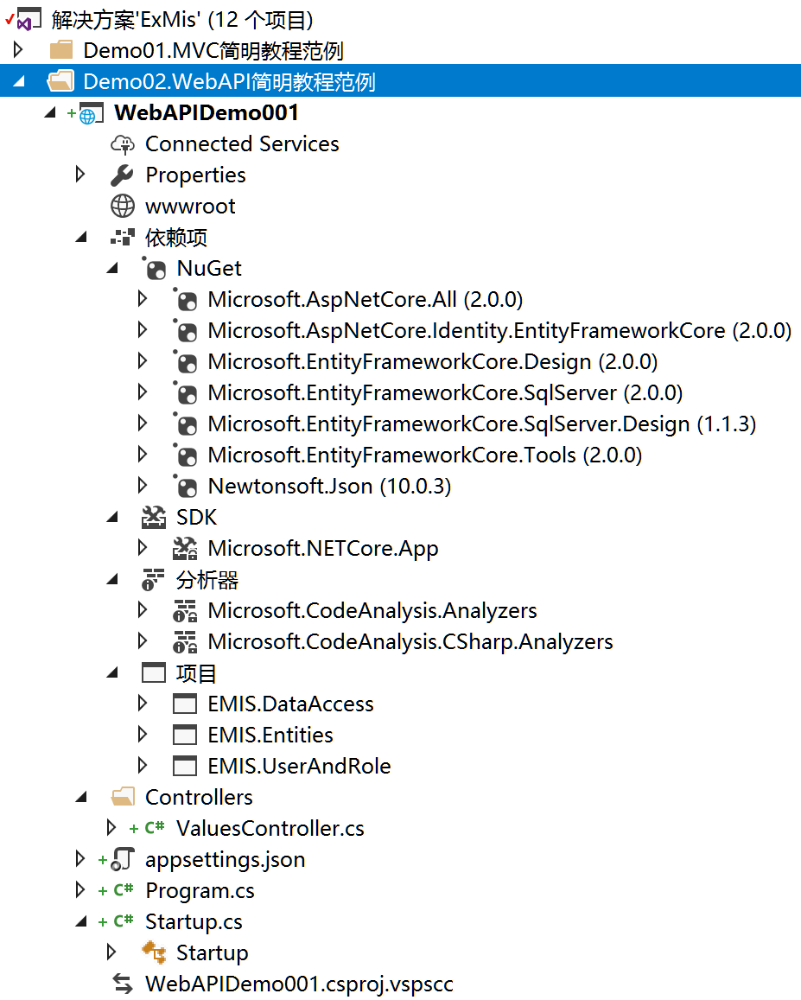 解决方案'ExMis' (12 个项目)
Demo01.MVC简明教程范例
Demo02.WebAPI简明教程范例
WebAPIDemo001
Connected Services
Properties
wwwroot
依赖项
NuGet
Microsoft.AspNetCore.All (2.0.0)
Microsoft.AspNetCore.Identity.EntityFrameworkCore (2.0.0)
Microsoft.EntityFrameworkCore.Design (2.0.0)
Microsoft.EntityFrameworkCore.SqlServer (2.0.0)
Microsoft.EntityFrameworkCore.SqlServer.Design (1.1.3)
Microsoft.EntityFrameworkCore.Tools (2.0.0)
Newtonsoft.Json (10.0.3)
SDK
Microsoft.NETCore.App
分析器
Microsoft.CodeAnalysis.Analyzers
Microsoft.CodeAnalysis.CSharp.Analyzers
项目
EMIS.DataAccess
EMIS.Entities
EMIS.UserAndRole
Controllers
C# ValuesController.cs
appsettings.json
C# Program.cs
C# Startup.cs
Startup
WebAPIDemo001.csproj.vspscc